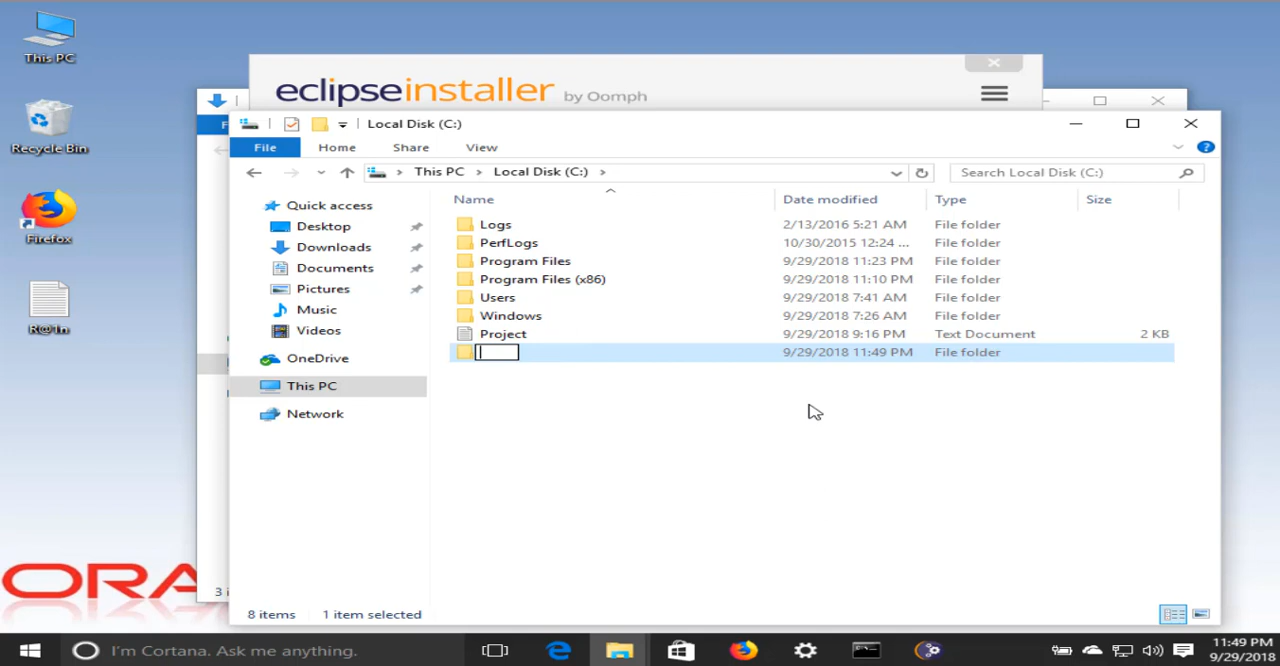 This PC
Recycle Bin
Firefox
R@!n
eclipseinstaller by Oomph
Local Disk (C:)
File Home Share View
This PC > Local Disk (C:) >
Search Local Disk (C:)
Name Date modified Type Size
Quick access
Desktop
Downloads
Documents
Pictures
Music
Videos
OneDrive
This PC
Network
Logs 2/13/2016 5:21 AM File folder
PerfLogs 10/30/2015 12:24 ... File folder
Program Files 9/29/2018 11:23 PM File folder
Program Files (x86) 9/29/2018 11:10 PM File folder
Users 9/29/2018 7:41 AM File folder
Windows 9/29/2018 7:26 AM File folder
Project 9/29/2018 9:16 PM Text Document 2 KB
9/29/2018 11:49 PM File folder
ORA
3 i
8 items 1 item selected
I'm Cortana. Ask me anything.
11:49 PM
9/29/2018